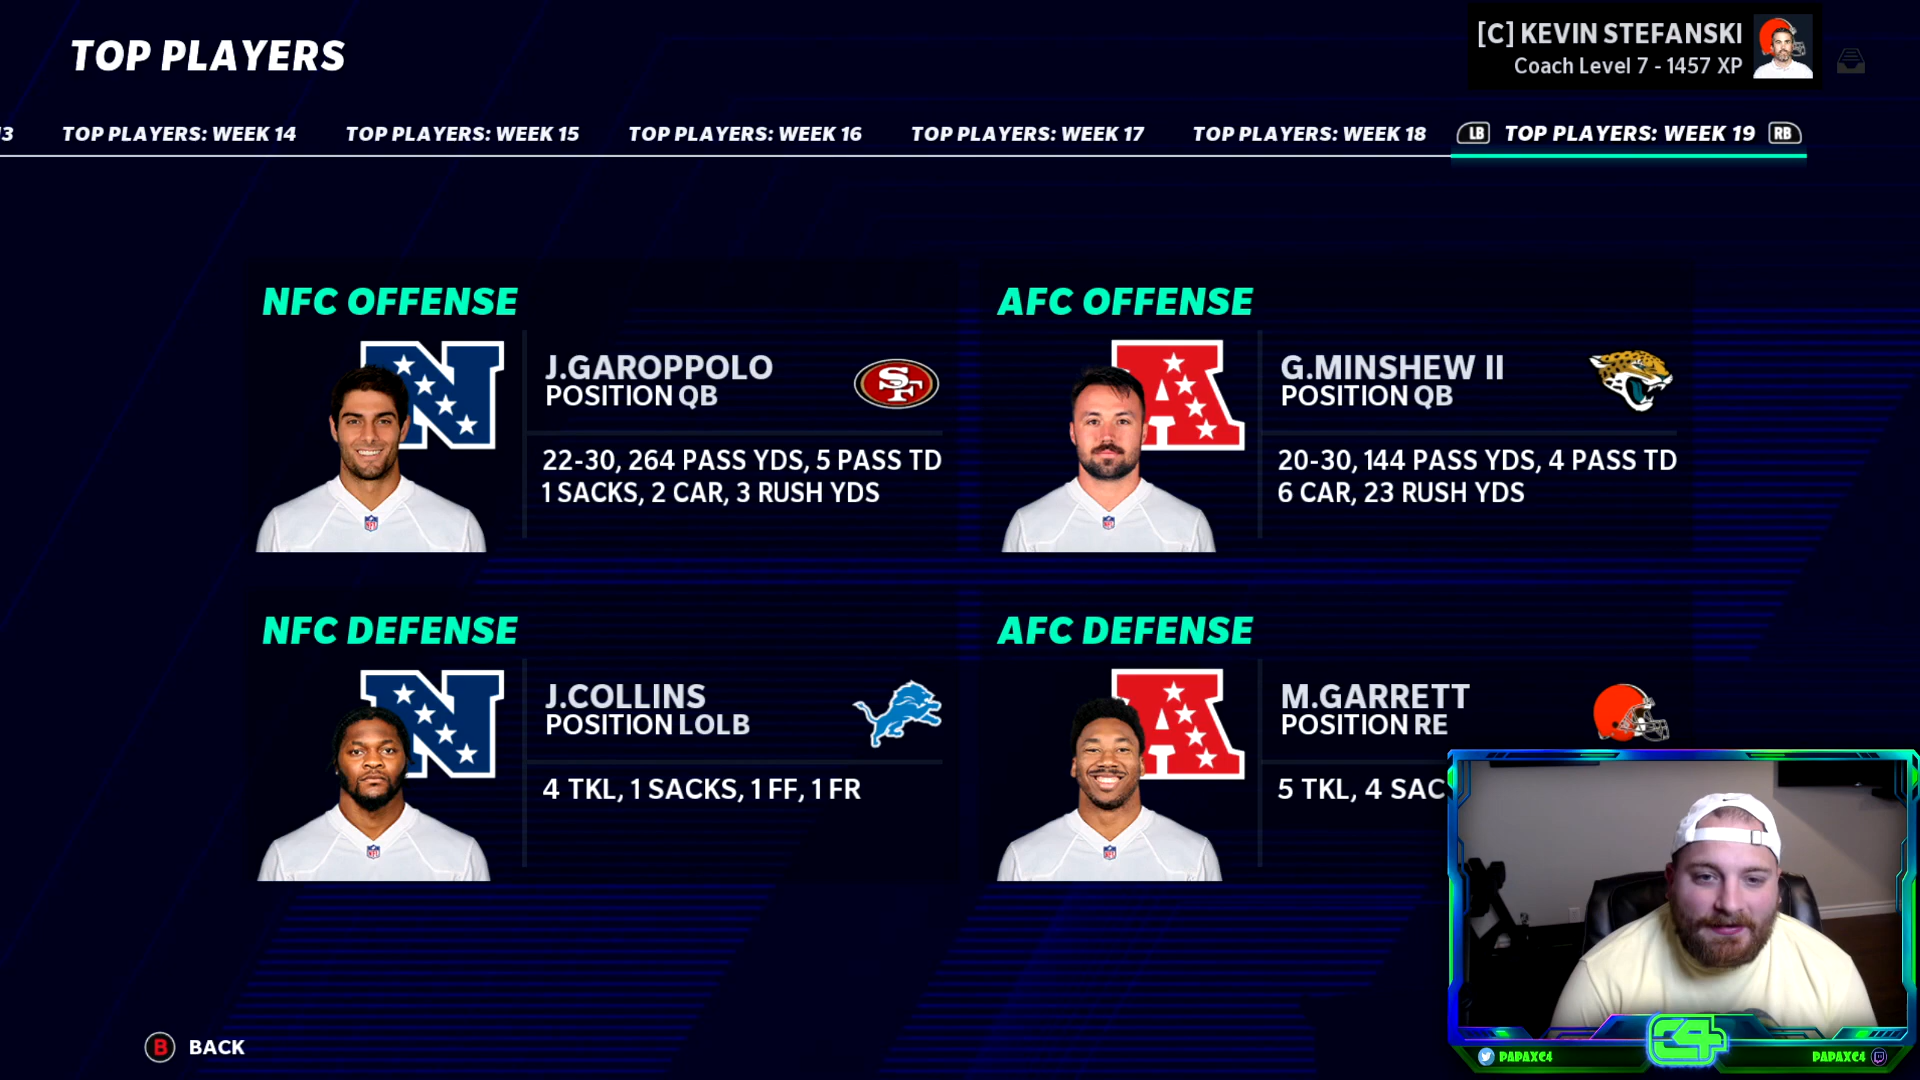 TOP PLAYERS
[C] KEVIN STEFANSKI
Coach Level 7 - 1457 XP
TOP PLAYERS: WEEK 14
TOP PLAYERS: WEEK 15
TOP PLAYERS: WEEK 16
TOP PLAYERS: WEEK 17
TOP PLAYERS: WEEK 18
LB TOP PLAYERS: WEEK 19 RB
NFC OFFENSE
J.GAROPPOLO
POSITION QB
SF
22-30, 264 PASS YDS, 5 PASS TD
1 SACKS, 2 CAR, 3 RUSH YDS
AFC OFFENSE
G.MINSHEW II
POSITION QB
20-30, 144 PASS YDS, 4 PASS TD
6 CAR, 23 RUSH YDS
NFC DEFENSE
J.COLLINS
POSITION LOLB
4 TKL, 1 SACKS, 1 FF, 1 FR
AFC DEFENSE
M.GARRETT
POSITION RE
5 TKL, 4 SAC
B BACK
PAPAXC4
C4
PAPAXC4